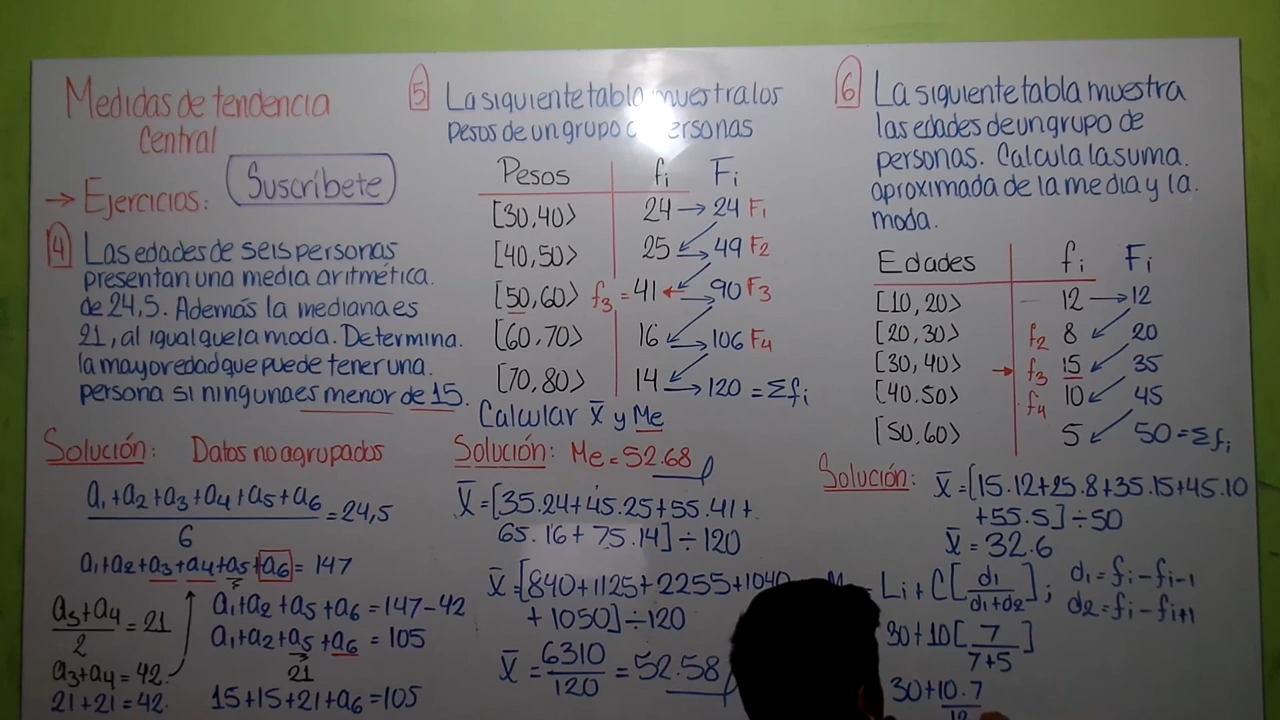 Medidas de tendencia
Central
→ Ejercicios:
Suscríbete
4
Las edades de seis personas
presentan una media aritmética.
de 24,5. Además la mediana es
21, al igual que la moda. Determina.
la mayor edad que puede tener una.
persona si ninguna es menor de 15.
Solución: Datos no agrupados
a₁+a₂+a₃+a₄+a₅+a₆
6
=24,5
a₁+a₂+a₃+a₄+a₅+a₆=147
a₃+a₄
2
=21
a₃+a₄=42.
21+21=42.
a₁+a₂+a₅+a₆=147-42
a₁+a₂+a₅+a₆=105
21
15+15+21+a₆=105
5
La siguiente tabla muestra los
pesos de un grupo personas
Pesos fi Fi
[30,40⟩ 24 → 24 F₁
[40,50⟩ 25 → 49 F₂
[50,60⟩ f₃=41 → 90 F₃
[60,70⟩ 16 → 106 F₄
[70,80⟩ 14 → 120 = Σfi
Calcular X̄ y Me
Solución: Me=52.68
X̄=[35.24+45.25+55.41+
65.16+75.14]÷120
X̄=[840+1125+2255+1040
+1050]÷120
X̄=6310
120
=52.58
6
La siguiente tabla muestra
las edades de un grupo de
personas. Calcula la suma.
aproximada de la media y la.
moda.
Edades fi Fi
[10,20⟩ 12 → 12
[20,30⟩ f₂ 8 20
[30,40⟩ → f₃ 15 35
[40.50⟩ f₄ 10 45
[50,60⟩ 5 50=Σfi
Solución: X̄=[15.12+25.8+35.15+45.10
+55.5]÷50
X̄=32.6
Li+C[d₁/d₁+d₂]; d₁=fi-fi-1
d₂=fi-fi+1
30+10[7/7+5]
30+10.7
12